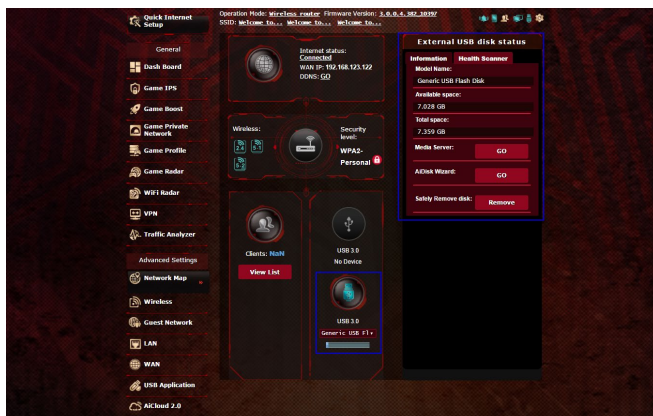 Quick Internet
Setup
General
Dash Board
Game IPS
Game Boost
Game Private
Network
Game Profile
Game Radar
WiFi Radar
VPN
Traffic Analyzer
Advanced Settings
Network Map
Wireless
Guest Network
LAN
WAN
USB Application
AiCloud 2.0
Operation Mode: Wireless router Firmware Version: 3.0.0.4.382_10397
SSID: Welcome to... Welcome to... Welcome to...
Internet status:
Connected
WAN IP: 192.168.123.122
DDNS: GO
Wireless:
2.4
5-1
5-2
Security
level:
WPA2-
Personal
Clients: NaN
View List
USB 3.0
No Device
USB 3.0
Generic USB Fl
External USB disk status
Information Health Scanner
Model Name:
Generic USB Flash Disk
Available space:
7.028 GB
Total space:
7.359 GB
Media Server: GO
AiDisk Wizard: GO
Safely Remove disk: Remove